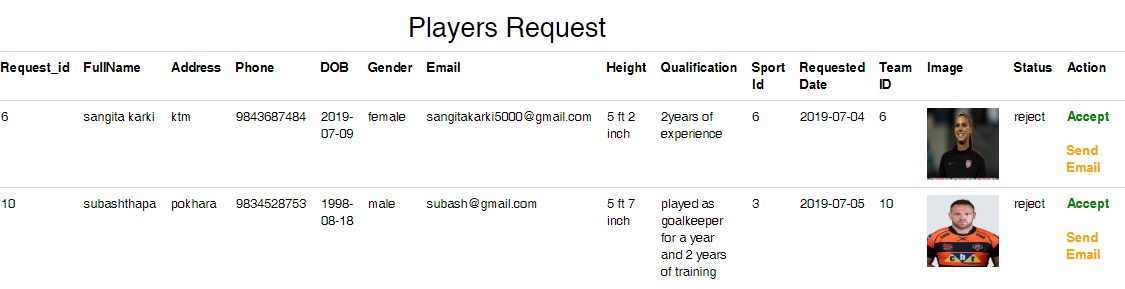 Players Request
Request_id FullName Address Phone DOB Gender Email Height Qualification Sport Id Requested Date Team ID Image Status Action
6 sangita karki ktm 9843687484 2019-07-09 female sangitakarki5000@gmail.com 5 ft 2 inch 2years of experience 6 2019-07-04 6 reject Accept
Send Email
10 subashthapa pokhara 9834528753 1998-08-18 male subash@gmail.com 5 ft 7 inch played as goalkeeper for a year and 2 years of training 3 2019-07-05 10 reject Accept
Send Email